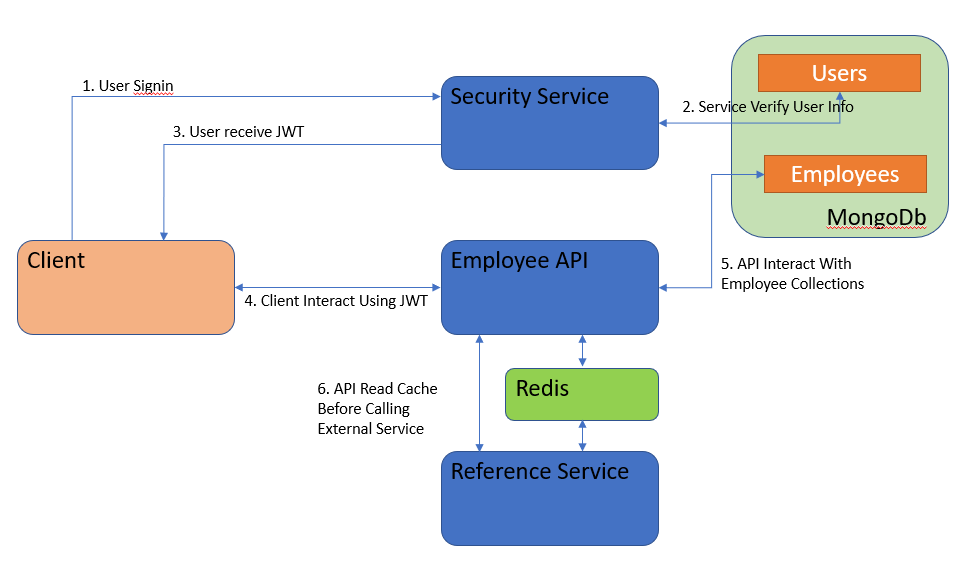 1. User Signin
Security Service
Users
2. Service Verify User Info
3. User receive JWT
Employees
MongoDb
Client
Employee API
5. API Interact With
Employee Collections
4. Client Interact Using JWT
6. API Read Cache
Before Calling
External Service
Redis
Reference Service